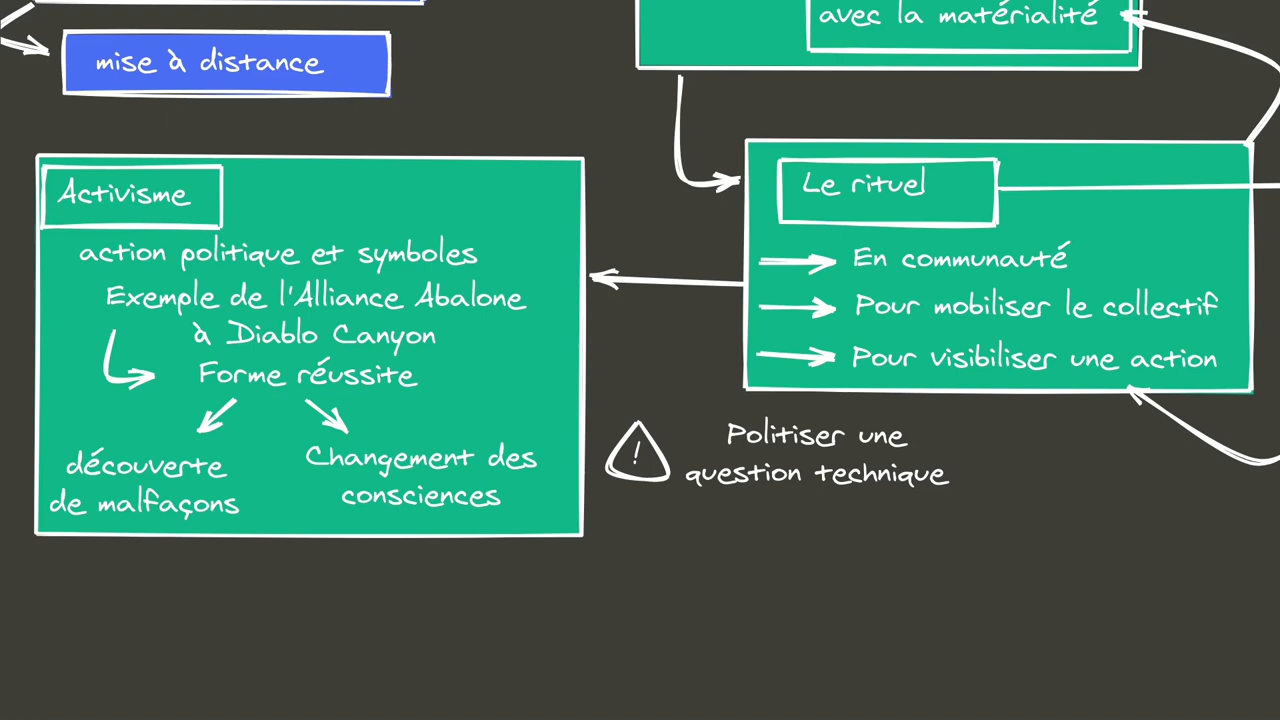 avec la matérialité
mise à distance
Activisme
action politique et symboles
Exemple de l'Alliance Abalone
à Diablo Canyon
Forme réussite
découverte
de malfaçons
Changement des
consciences
Le rituel
En communauté
Pour mobiliser le collectif
Pour visibiliser une action
!
Politiser une
question technique